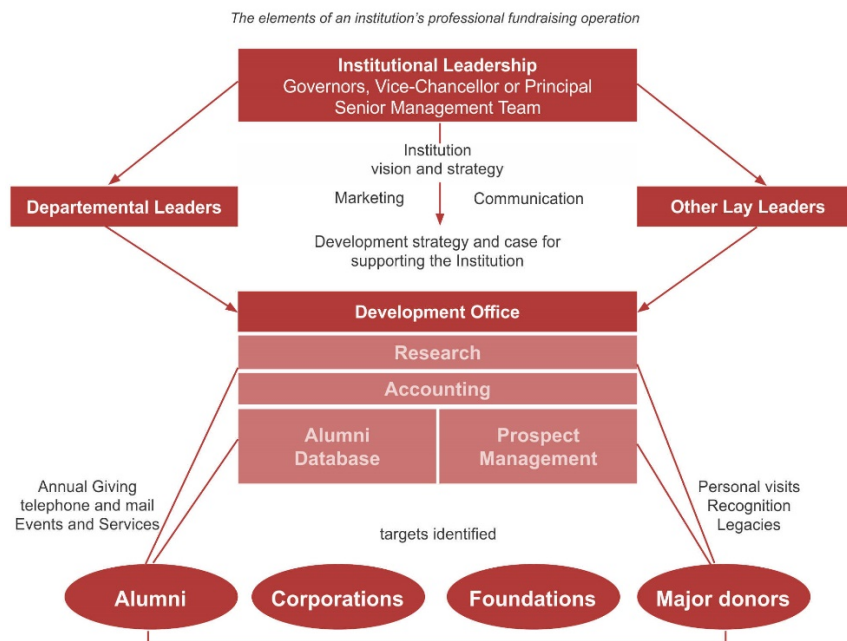 The elements of an institution's professional fundraising operation
Institutional Leadership
Governors, Vice-Chancellor or Principal
Senior Management Team
Institution
vision and strategy
Marketing
Communication
Departemental Leaders
Other Lay Leaders
Development strategy and case for
supporting the Institution
Development Office
Research
Accounting
Alumni
Database
Prospect
Management
Annual Giving
telephone and mail
Events and Services
Personal visits
Recognition
Legacies
targets identified
Alumni
Corporations
Foundations
Major donors